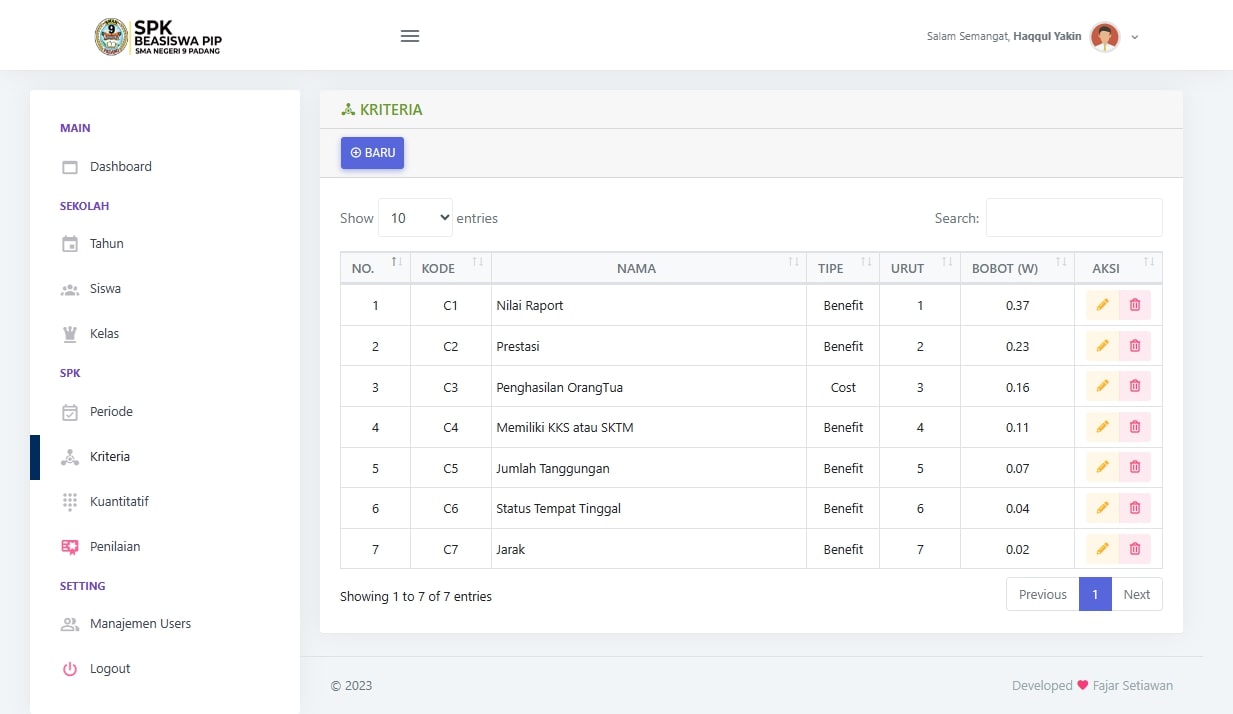 SPK
BEASISWA PIP
SMA NEGERI 9 PADANG
Salam Semangat, Haqqul Yakin
MAIN
Dashboard
SEKOLAH
Tahun
Siswa
Kelas
SPK
Periode
Kriteria
Kuantitatif
Penilaian
SETTING
Manajemen Users
Logout
KRITERIA
BARU
Show 10 entries Search:
NO. KODE NAMA TIPE URUT BOBOT (W) AKSI
1 C1 Nilai Raport Benefit 1 0.37
2 C2 Prestasi Benefit 2 0.23
3 C3 Penghasilan OrangTua Cost 3 0.16
4 C4 Memiliki KKS atau SKTM Benefit 4 0.11
5 C5 Jumlah Tanggungan Benefit 5 0.07
6 C6 Status Tempat Tinggal Benefit 6 0.04
7 C7 Jarak Benefit 7 0.02
Showing 1 to 7 of 7 entries Previous 1 Next
© 2023 Developed ❤ Fajar Setiawan